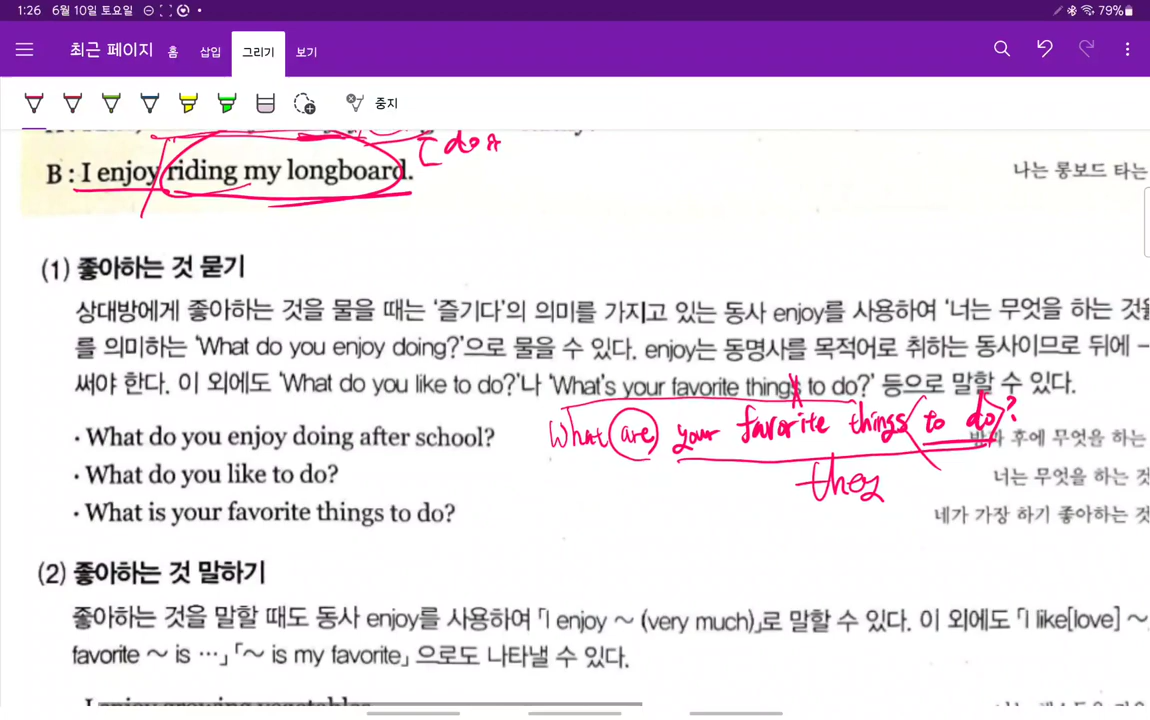 1:26 6월 10일 토요일 79%
최근 페이지 홈 삽입 그리기 보기
중지
B : I enjoy riding my longboard. 나는 롱보드 타는
(1) 좋아하는 것 묻기
상대방에게 좋아하는 것을 물을 때는 '즐기다'의 의미를 가지고 있는 동사 enjoy를 사용하여 '너는 무엇을 하는 것을
를 의미하는 'What do you enjoy doing?'으로 물을 수 있다. enjoy는 동명사를 목적어로 취하는 동사이므로 뒤에 –
써야 한다. 이 외에도 'What do you like to do?'나 'What's your favorite things to do?' 등으로 말할 수 있다.
What are your favorite things to do?
· What do you enjoy doing after school? 방과 후에 무엇을 하는
they
· What do you like to do? 너는 무엇을 하는 것
· What is your favorite things to do? 네가 가장 하기 좋아하는 것
(2) 좋아하는 것 말하기
좋아하는 것을 말할 때도 동사 enjoy를 사용하여 「I enjoy ~ (very much)」로 말할 수 있다. 이 외에도 「I like[love] ~
favorite ~ is ···」 「~ is my favorite」 으로도 나타낼 수 있다.
I enjoy growing vegetables